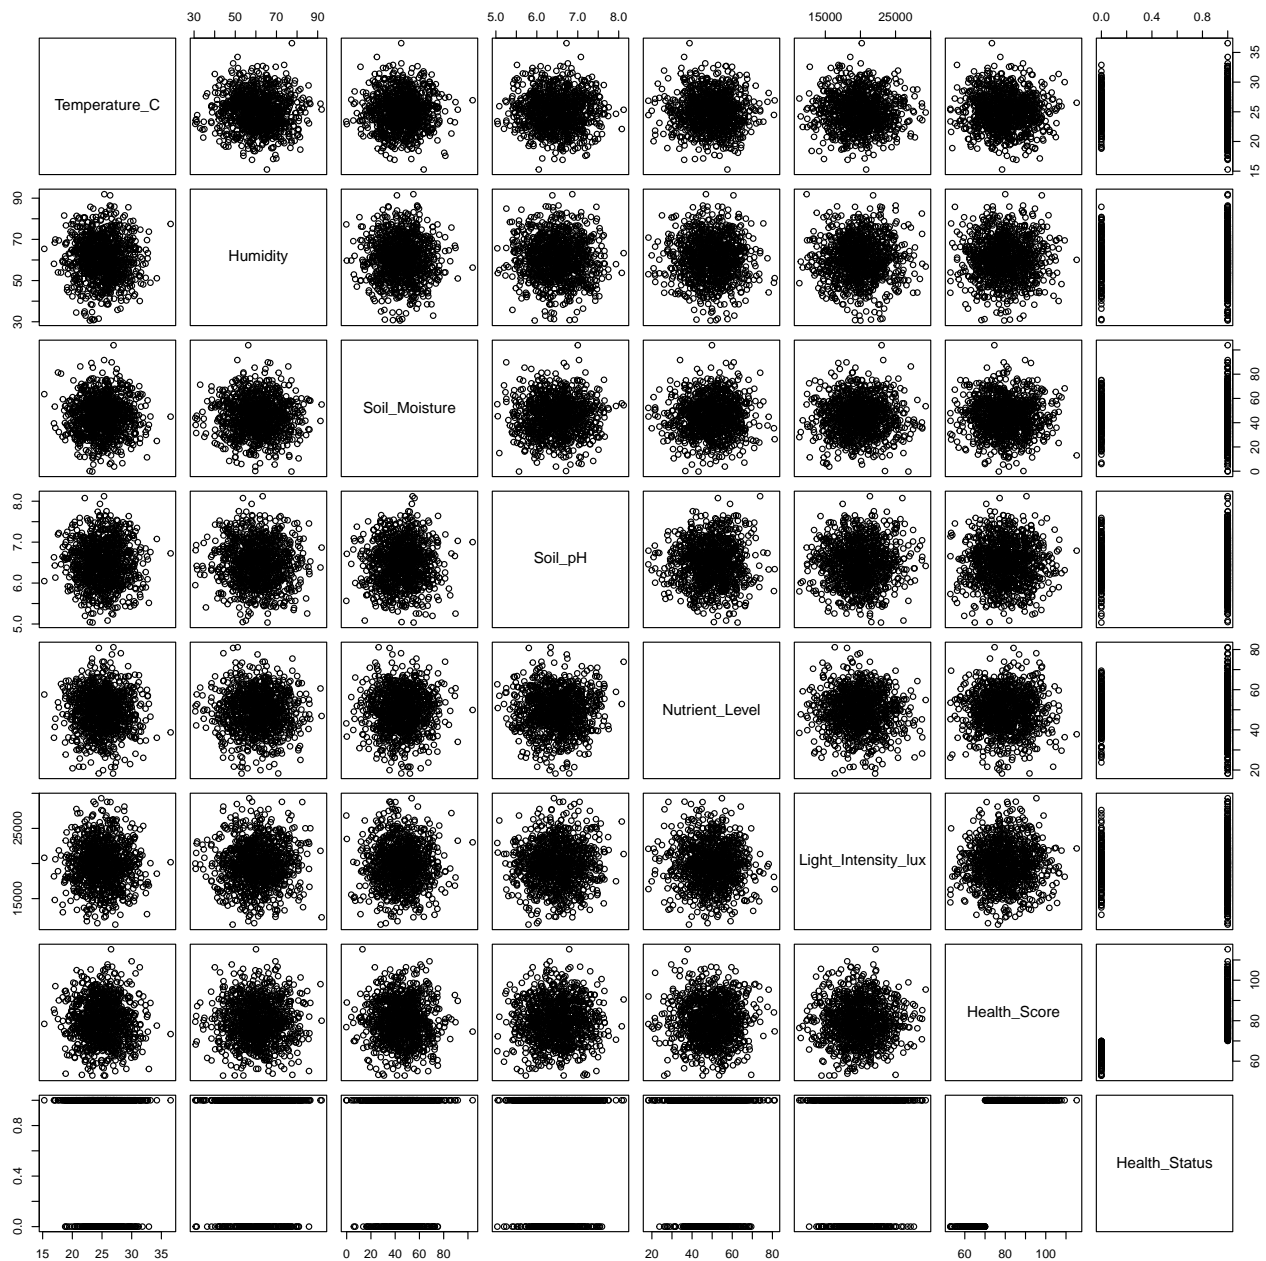 30 50 70 90 5.0 6.0 7.0 8.0 15000 25000 0.0 0.4 0.8
Temperature_C
15 20 25 30 35
30 50 70 90
Humidity
Soil_Moisture
0 20 40 60 80
5.0 6.0 7.0 8.0
Soil_pH
Nutrient_Level
20 40 60 80
15000 25000
Light_Intensity_lux
Health_Score
60 80 100
0.0 0.4 0.8
Health_Status
15 20 25 30 35 0 20 40 60 80 20 40 60 80 60 80 100